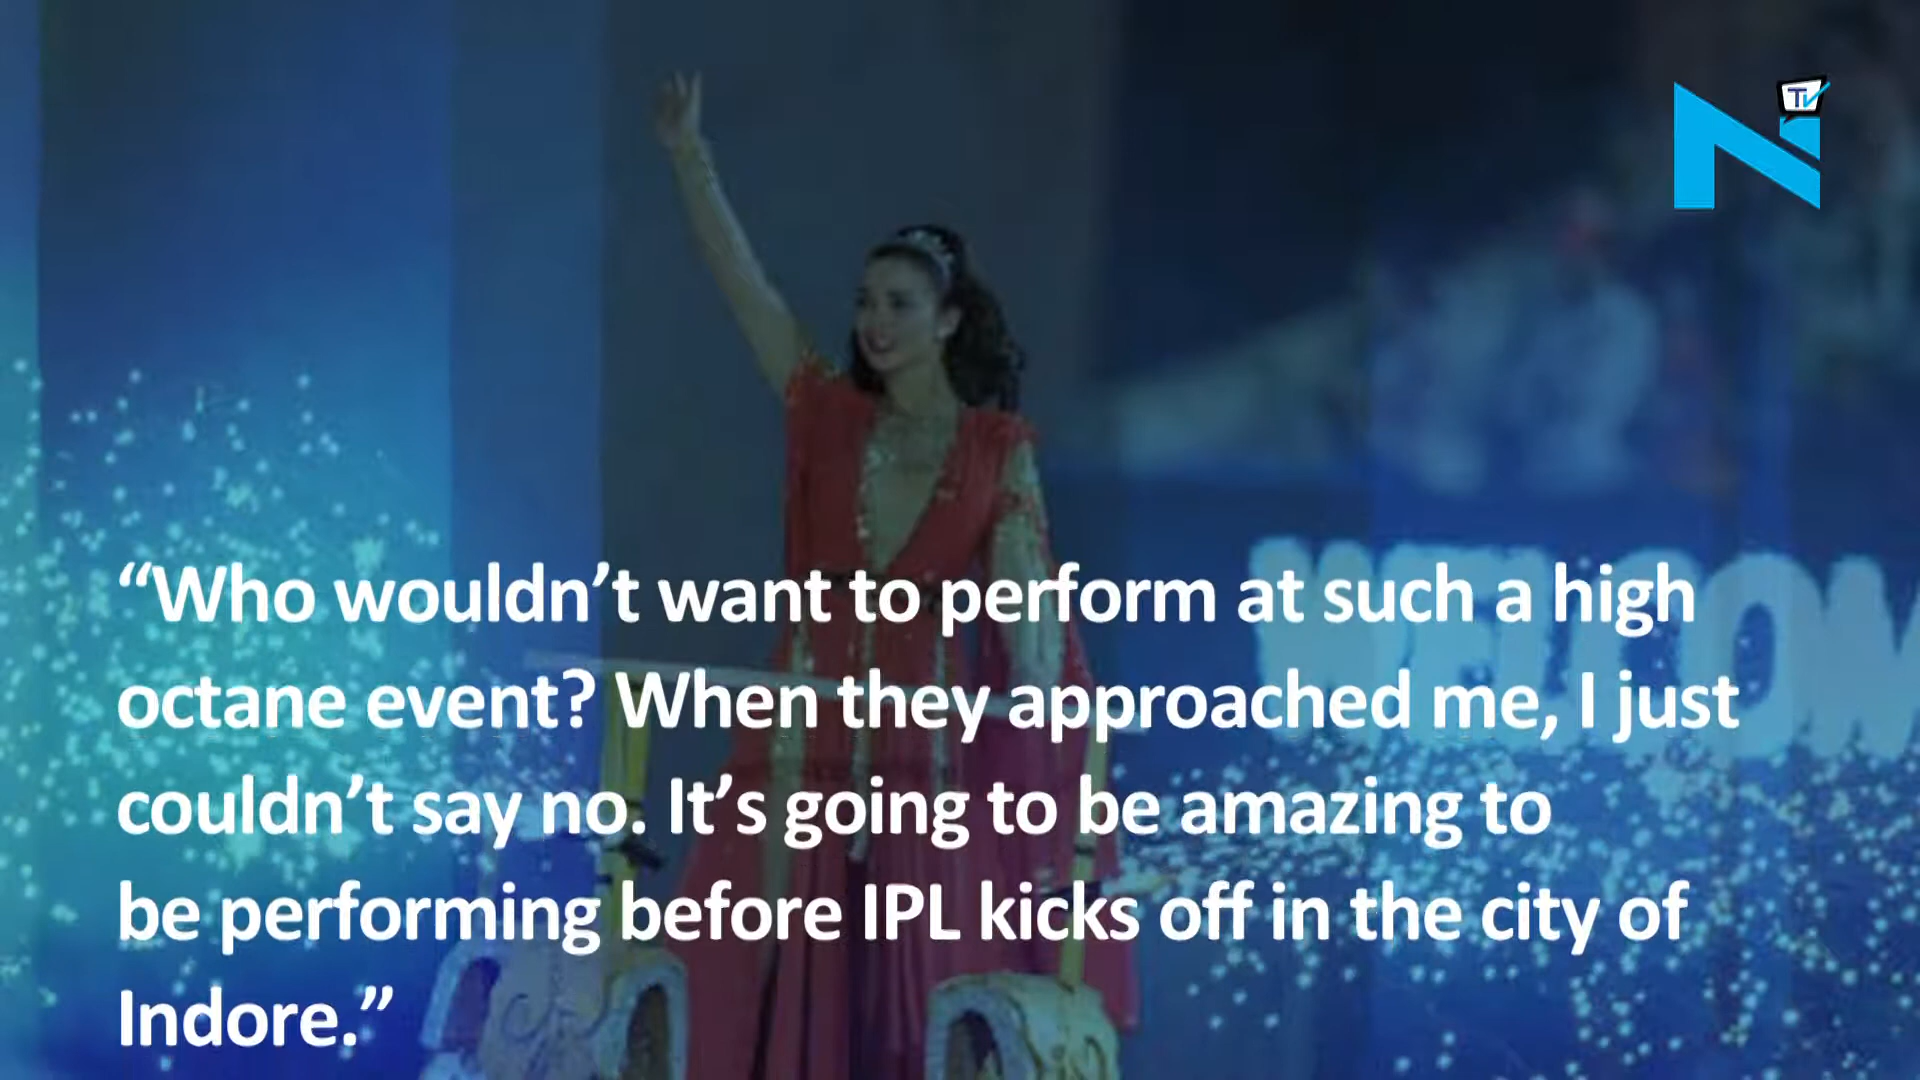 TV
“Who wouldn’t want to perform at such a high
octane event? When they approached me, I just
couldn’t say no. It’s going to be amazing to
be performing before IPL kicks off in the city of
Indore.”